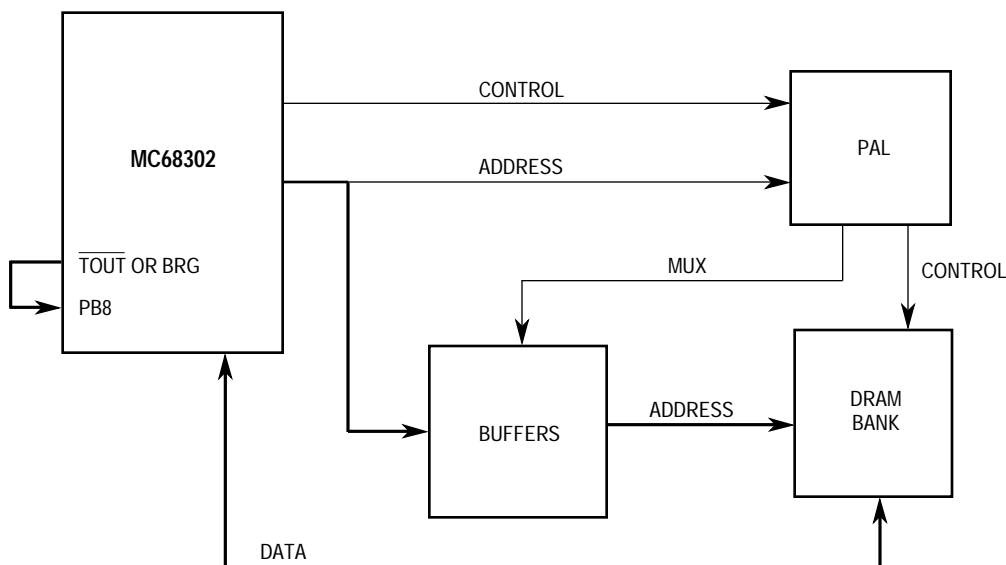 CONTROL
MC68302
PAL
ADDRESS
TOUT OR BRG
MUX
CONTROL
PB8
DRAM
BANK
ADDRESS
BUFFERS
DATA